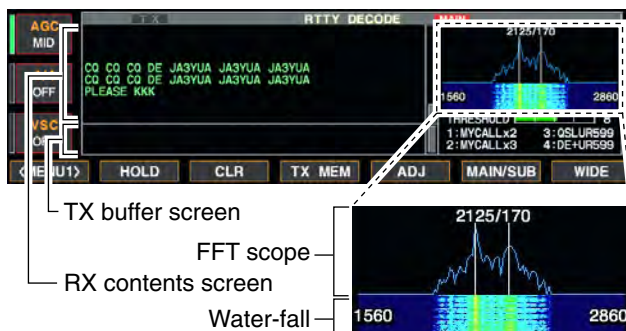 TX RTTY DECODE MAIN
AGC
MID
2125/170
CQ CQ CQ DE JA3YUA JA3YUA JA3YUA
CQ CQ CQ DE JA3YUA JA3YUA JA3YUA
PLEASE KKK
OFF
1560 2860
THRESHOLD 8
VSC
1:MYCALLx2 3:QSLUR599
2:MYCALLx3 4:DE+UR599
<MENU1> HOLD CLR TX MEM ADJ MAIN/SUB WIDE
TX buffer screen
2125/170
FFT scope
RX contents screen
Water-fall
1560 2860